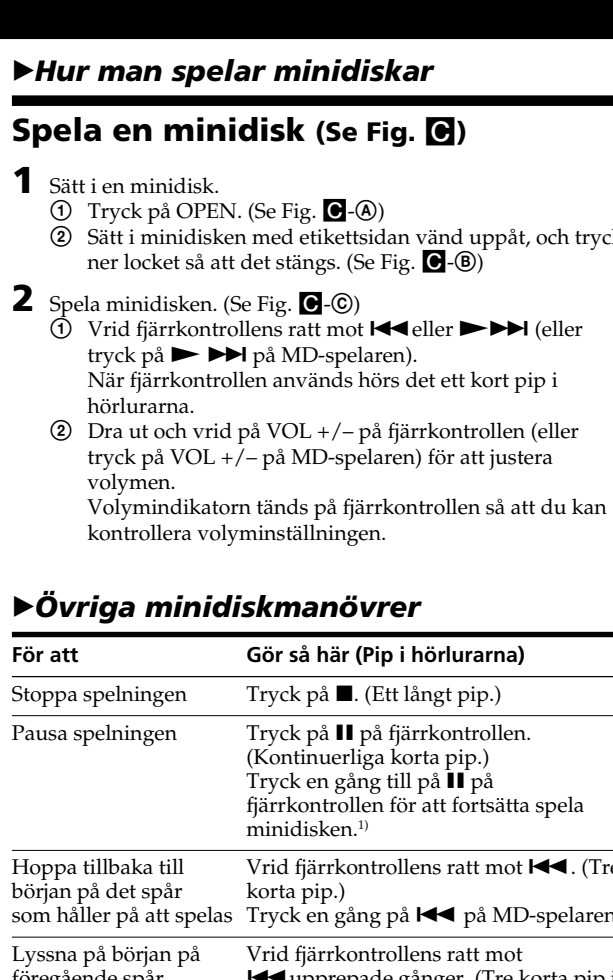 ►Hur man spelar minidiskar
Spela en minidisk (Se Fig. C)
1 Sätt i en minidisk.
① Tryck på OPEN. (Se Fig. C-Ⓐ)
② Sätt i minidisken med etikettsidan vänd uppåt, och tryck
ner locket så att det stängs. (Se Fig. C-Ⓑ)
2 Spela minidisken. (Se Fig. C-©)
① Vrid fjärrkontrollens ratt mot ⏮ eller ►⏭ (eller
tryck på ► ⏭ på MD-spelaren).
När fjärrkontrollen används hörs det ett kort pip i
hörlurarna.
② Dra ut och vrid på VOL +/– på fjärrkontrollen (eller
tryck på VOL +/– på MD-spelaren) för att justera
volymen.
Volymindikatorn tänds på fjärrkontrollen så att du kan
kontrollera volyminställningen.
►Övriga minidiskmanövrer
För att Gör så här (Pip i hörlurarna)
Stoppa spelningen Tryck på ■. (Ett långt pip.)
Pausa spelningen Tryck på ⏸ på fjärrkontrollen.
(Kontinuerliga korta pip.)
Tryck en gång till på ⏸ på
fjärrkontrollen för att fortsätta spela
minidisken.¹⁾
Hoppa tillbaka till Vrid fjärrkontrollens ratt mot ⏮ . (Tre
början på det spår korta pip.)
som håller på att spelas Tryck en gång på ⏮ på MD-spelaren
Lyssna på början på Vrid fjärrkontrollens ratt mot
föregående spår ⏮ upprepade gånger. (Tre korta pip